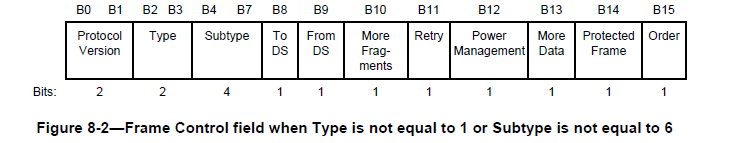 B0 B1 B2 B3 B4 B7 B8 B9 B10 B11 B12 B13 B14 B15
Protocol Version Type Subtype To DS From DS More Frag- ments Retry Power Management More Data Protected Frame Order
Bits: 2 2 4 1 1 1 1 1 1 1 1
Figure 8-2—Frame Control field when Type is not equal to 1 or Subtype is not equal to 6